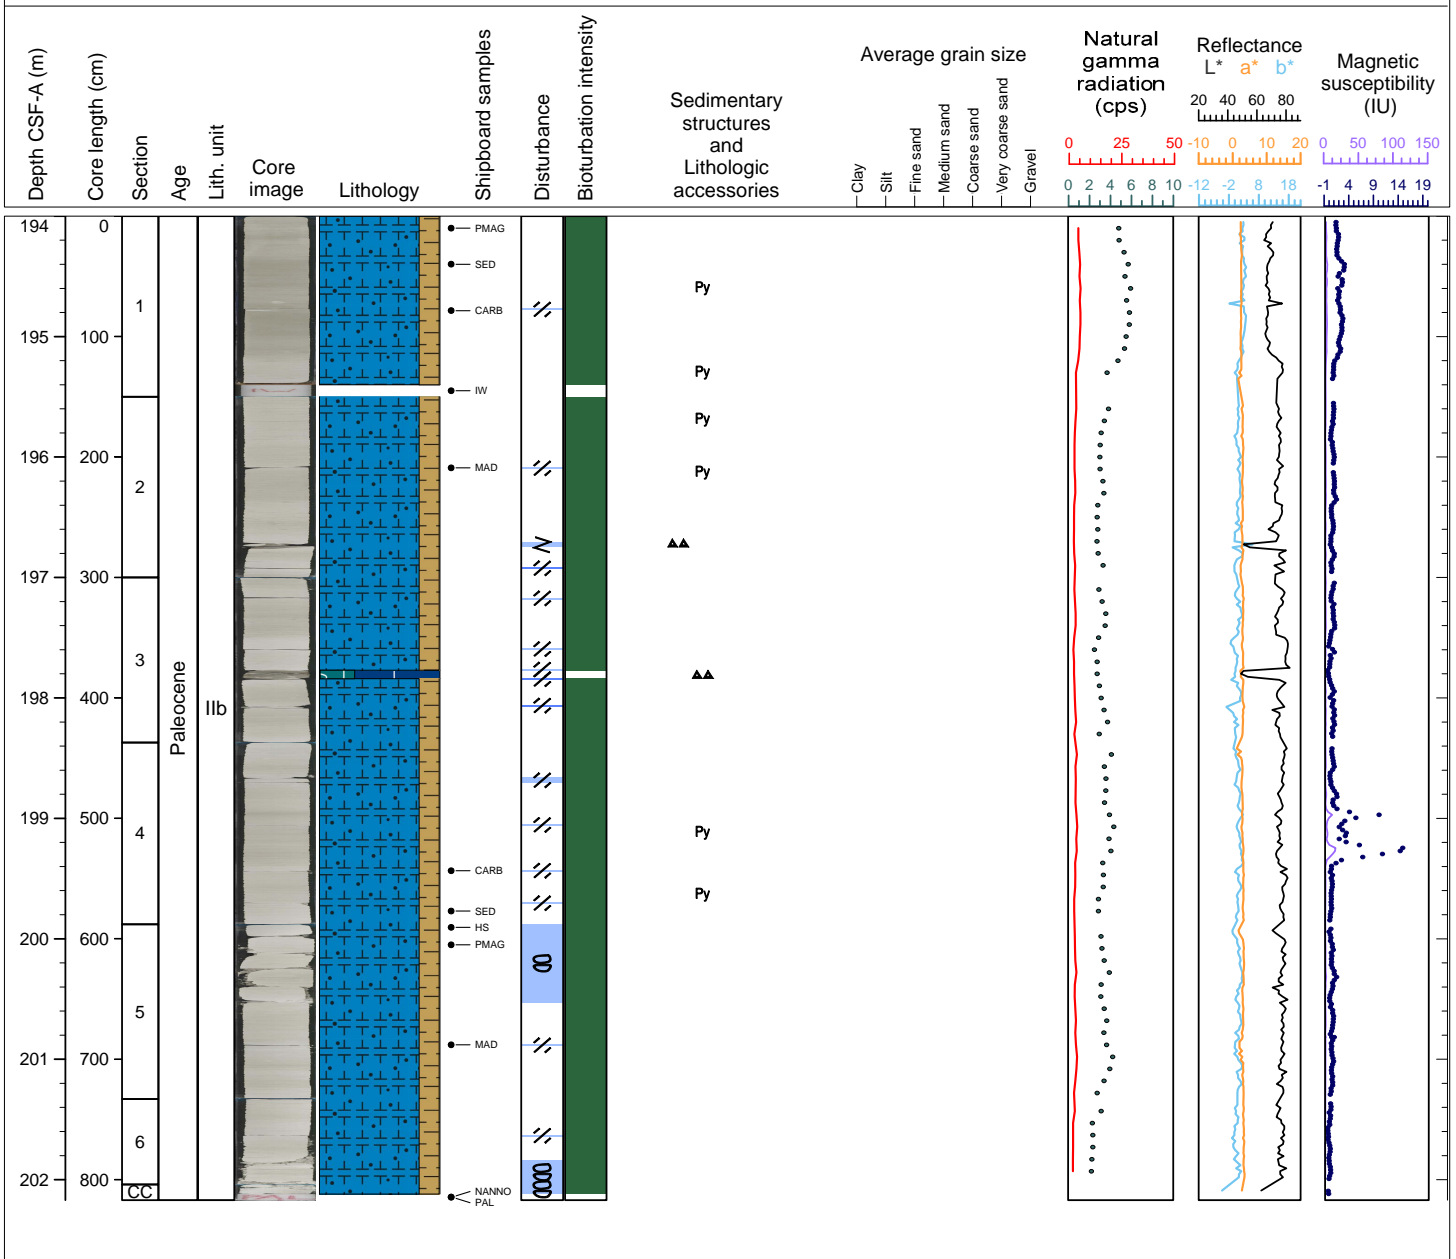 Depth CSF-A (m)
Core length (cm)
Section
Age
Lith. unit
Core
image
Lithology
Shipboard samples
Disturbance
Bioturbation intensity
Sedimentary
structures
and
Lithologic
accessories
Average grain size
Clay
Silt
Fine sand
Medium sand
Coarse sand
Very coarse sand
Gravel
Natural
gamma
radiation
(cps)
0 25 50
0 2 4 6 8 10
Reflectance
L* a* b*
20 40 60 80
-10 0 10 20
-12 -2 8 18
Magnetic
susceptibility
(IU)
0 50 100 150
-1 4 9 14 19
194
195
196
197
198
199
200
201
202
0
100
200
300
400
500
600
700
800
1
2
3
4
5
6
CC
Paleocene
IIb
PMAG
SED
CARB
IW
MAD
CARB
SED
HS
PMAG
MAD
NANNO
PAL
Py
Py
Py
Py
Py
Py